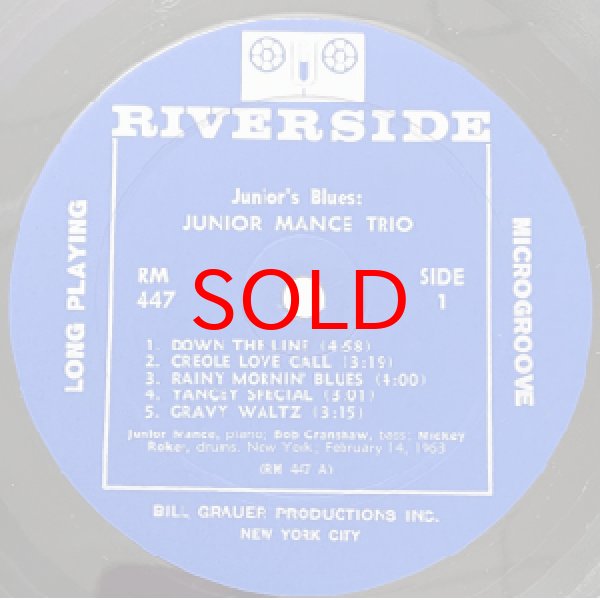 RIVERSIDE
Junior's Blues:
JUNIOR MANCE TRIO
LONG PLAYING
MICROGROOVE
RM
447
SIDE
1
SOLD
1. DOWN THE LINE (4:58)
2. CREOLE LOVE CALL (3:19)
3. RAINY MORNIN' BLUES (4:00)
4. YANCEY SPECIAL (3:01)
5. GRAVY WALTZ (3:15)
Junior Mance, piano; Bob Cranshaw, bass; Mickey
Roker, drums. New York; February 14, 1963
(RM 447 A)
BILL GRAUER PRODUCTIONS INC.
NEW YORK CITY